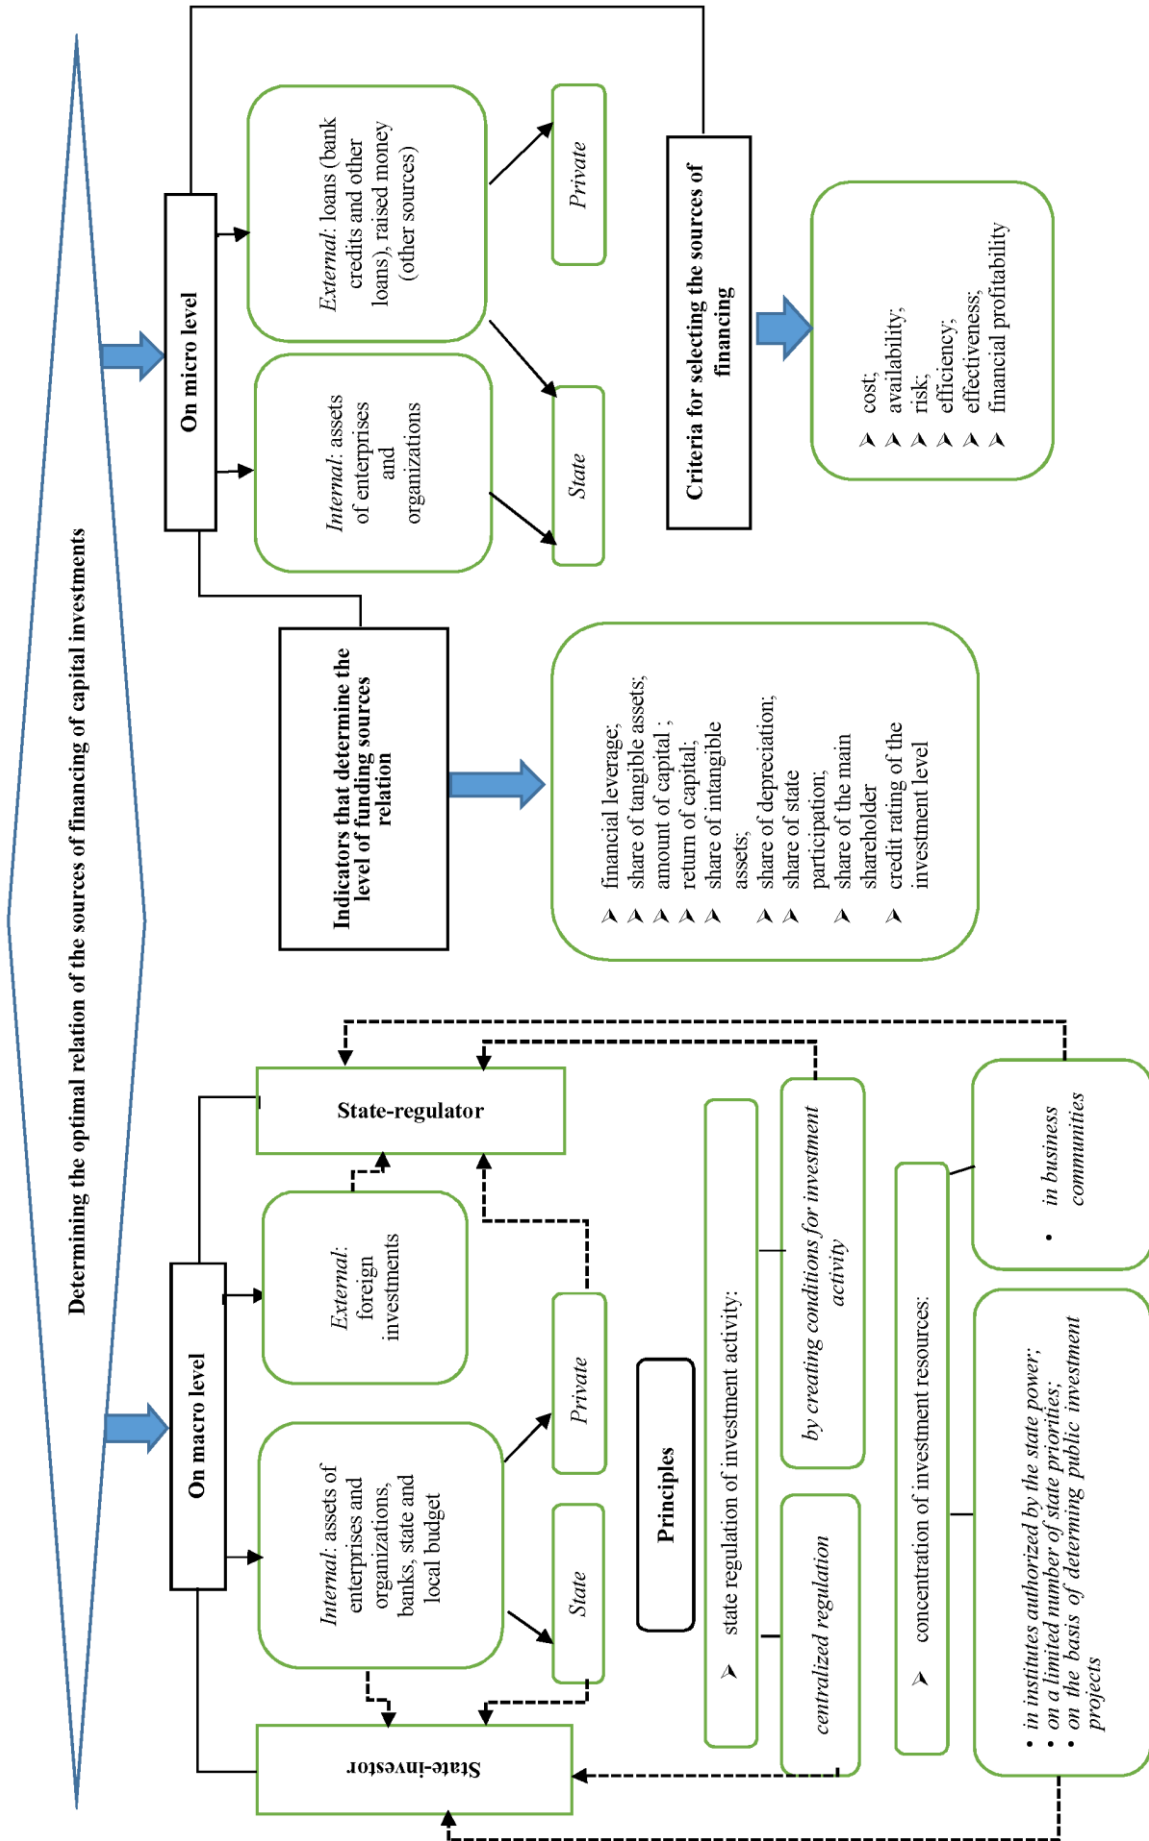 Determining the optimal relation of the sources of financing of capital investments
On macro level
On micro level
State-investor
Internal: assets of
enterprises and
organizations,
banks, state and
local budget
External:
foreign
investments
State-regulator
State
Private
Principles
➢ state regulation of investment activity:
centralized regulation
by creating conditions for investment
activity
➢ concentration of investment resources:
• in institutes authorized by the state power;
• on a limited number of state priorities;
• on the basis of determining public investment
projects
• in business
communities
Indicators that determine the
level of funding sources
relation
➢ financial leverage;
➢ share of tangible assets;
➢ amount of capital ;
➢ return of capital;
➢ share of intangible
assets;
➢ share of depreciation;
➢ share of state
participation;
➢ share of the main
shareholder
➢ credit rating of the
investment level
Internal: assets
of enterprises
and
organizations
External: loans (bank
credits and other
loans), raised money
(other sources)
State
Private
Criteria for selecting the sources of
financing
➢ cost;
➢ availability;
➢ risk;
➢ efficiency;
➢ effectiveness;
➢ financial profitability